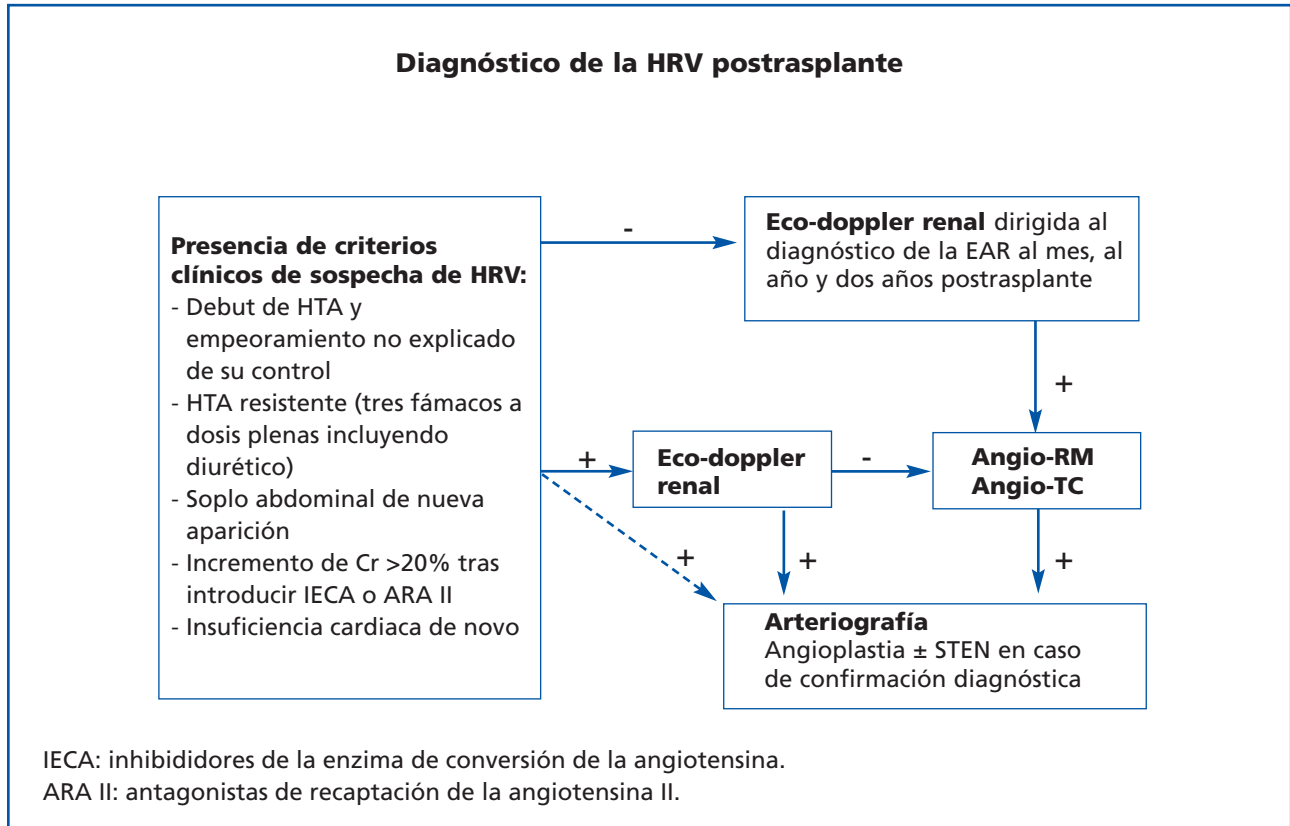 Diagnóstico de la HRV postrasplante
Presencia de criterios
clínicos de sospecha de HRV:
- Debut de HTA y
empeoramiento no explicado
de su control
- HTA resistente (tres fámacos a
dosis plenas incluyendo
diurético)
- Soplo abdominal de nueva
aparición
- Incremento de Cr >20% tras
introducir IECA o ARA II
- Insuficiencia cardiaca de novo
-
Eco-doppler renal dirigida al
diagnóstico de la EAR al mes, al
año y dos años postrasplante
+
+
Eco-doppler
renal
-
Angio-RM
Angio-TC
+
+
+
Arteriografía
Angioplastia ± STEN en caso
de confirmación diagnóstica
IECA: inhibididores de la enzima de conversión de la angiotensina.
ARA II: antagonistas de recaptación de la angiotensina II.